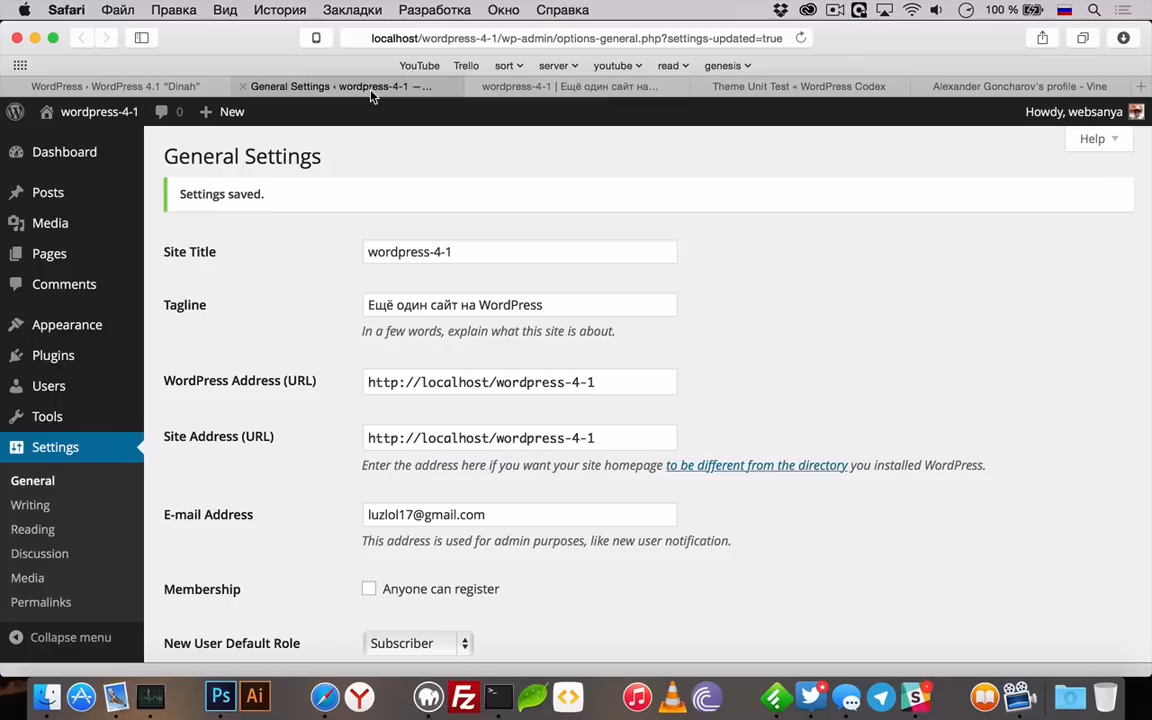 Safari Файл Правка Вид История Закладки Разработка Окно Справка 100 %
localhost/wordpress-4-1/wp-admin/options-general.php?settings-updated=true
YouTube Trello sort server youtube read genesis
WordPress › WordPress 4.1 "Dinah" General Settings ‹ wordpress-4-1 —... wordpress-4-1 | Ещё один сайт на... Theme Unit Test « WordPress Codex Alexander Goncharov's profile - Vine
wordpress-4-1 0 New Howdy, websanya
Help
Dashboard
Posts
Media
Pages
Comments
Appearance
Plugins
Users
Tools
Settings
General
Writing
Reading
Discussion
Media
Permalinks
Collapse menu
General Settings
Settings saved.
Site Title wordpress-4-1
Tagline Ещё один сайт на WordPress
In a few words, explain what this site is about.
WordPress Address (URL) http://localhost/wordpress-4-1
Site Address (URL) http://localhost/wordpress-4-1
Enter the address here if you want your site homepage to be different from the directory you installed WordPress.
E-mail Address luzlol17@gmail.com
This address is used for admin purposes, like new user notification.
Membership Anyone can register
New User Default Role Subscriber
Ps Ai